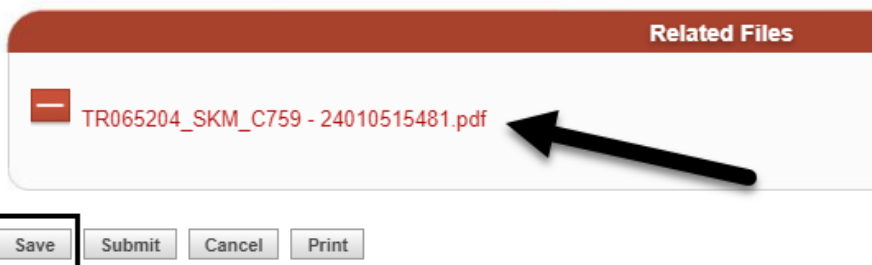 Related Files
TR065204_SKM_C759 - 24010515481.pdf
Save Submit Cancel Print